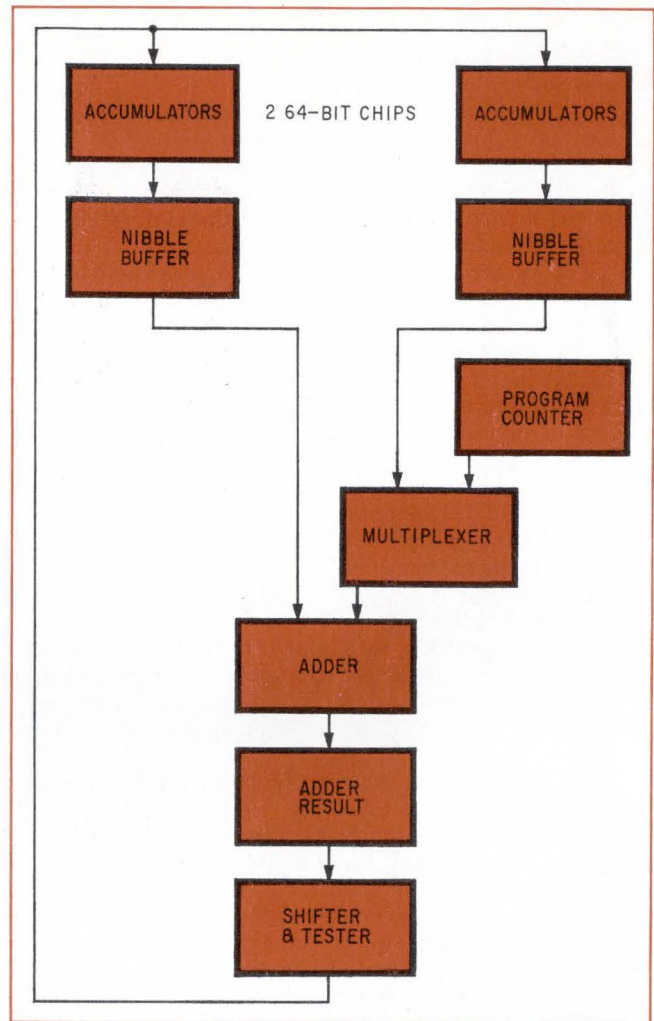 ACCUMULATORS
2 64-BIT CHIPS
ACCUMULATORS
NIBBLE
BUFFER
NIBBLE
BUFFER
PROGRAM
COUNTER
MULTIPLEXER
ADDER
ADDER
RESULT
SHIFTER
& TESTER